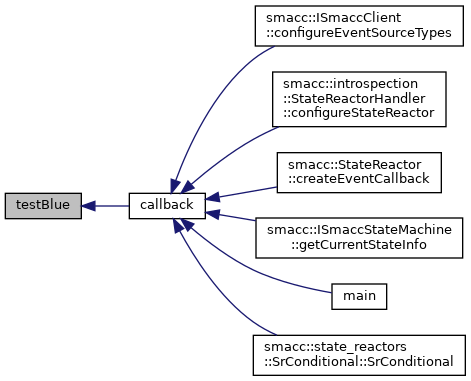 smacc::ISmaccClient
::configureEventSourceTypes
smacc::introspection
::StateReactorHandler
::configureStateReactor
smacc::StateReactor
::createEventCallback
testBlue
callback
smacc::ISmaccStateMachine
::getCurrentStateInfo
main
smacc::state_reactors
::SrConditional::SrConditional